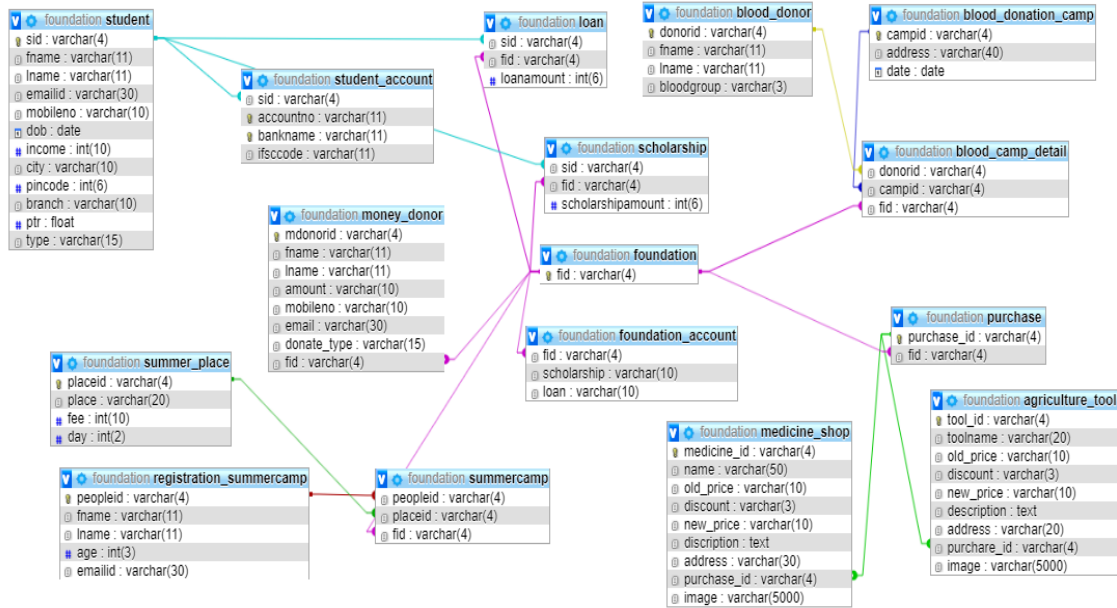 foundation student
sid : varchar(4)
fname : varchar(11)
lname : varchar(11)
emailid : varchar(30)
mobileno : varchar(10)
dob : date
income : int(10)
city : varchar(10)
pincode : int(6)
branch : varchar(10)
ptr : float
type : varchar(15)
foundation student_account
sid : varchar(4)
accountno : varchar(11)
bankname : varchar(11)
ifsccode : varchar(11)
foundation loan
sid : varchar(4)
fid : varchar(4)
loanamount : int(6)
foundation blood_donor
donorid : varchar(4)
fname : varchar(11)
lname : varchar(11)
bloodgroup : varchar(3)
foundation blood_donation_camp
campid : varchar(4)
address : varchar(40)
date : date
foundation scholarship
sid : varchar(4)
fid : varchar(4)
scholarshipamount : int(6)
foundation blood_camp_detail
donorid : varchar(4)
campid : varchar(4)
fid : varchar(4)
foundation money_donor
mdonorid : varchar(4)
fname : varchar(11)
lname : varchar(11)
amount : varchar(10)
mobileno : varchar(10)
email : varchar(30)
donate_type : varchar(15)
fid : varchar(4)
foundation foundation
fid : varchar(4)
foundation foundation_account
fid : varchar(4)
scholarship : varchar(10)
loan : varchar(10)
foundation purchase
purchase_id : varchar(4)
fid : varchar(4)
foundation summer_place
placeid : varchar(4)
place : varchar(20)
fee : int(10)
day : int(2)
foundation registration_summercamp
peopleid : varchar(4)
fname : varchar(11)
lname : varchar(11)
age : int(3)
emailid : varchar(30)
foundation summercamp
peopleid : varchar(4)
placeid : varchar(4)
fid : varchar(4)
foundation medicine_shop
medicine_id : varchar(4)
name : varchar(50)
old_price : varchar(10)
discount : varchar(3)
new_price : varchar(10)
discription : text
address : varchar(30)
purchase_id : varchar(4)
image : varchar(5000)
foundation agriculture_tool
tool_id : varchar(4)
toolname : varchar(20)
old_price : varchar(10)
discount : varchar(3)
new_price : varchar(10)
description : text
address : varchar(20)
purchare_id : varchar(4)
image : varchar(5000)